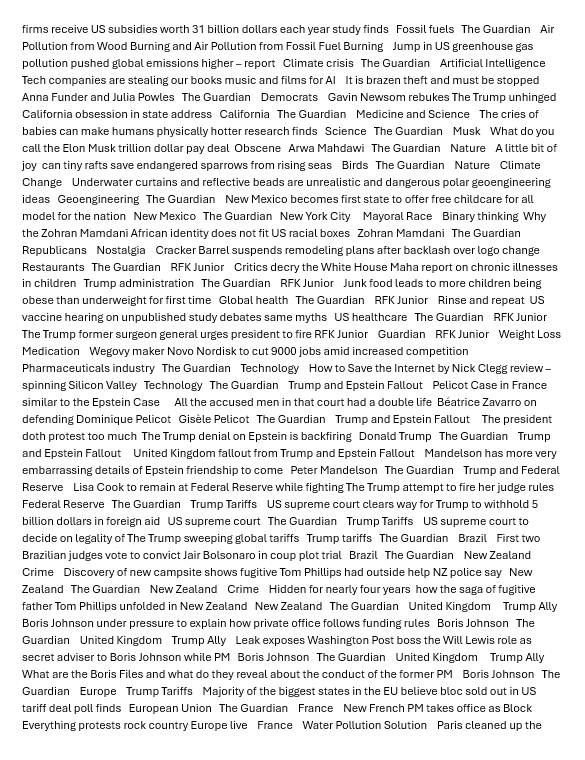 firms receive US subsidies worth 31 billion dollars each year study finds Fossil fuels The Guardian Air
Pollution from Wood Burning and Air Pollution from Fossil Fuel Burning Jump in US greenhouse gas
pollution pushed global emissions higher – report Climate crisis The Guardian Artificial Intelligence
Tech companies are stealing our books music and films for AI It is brazen theft and must be stopped
Anna Funder and Julia Powles The Guardian Democrats Gavin Newsom rebukes The Trump unhinged
California obsession in state address California The Guardian Medicine and Science The cries of
babies can make humans physically hotter research finds Science The Guardian Musk What do you
call the Elon Musk trillion dollar pay deal Obscene Arwa Mahdawi The Guardian Nature A little bit of
joy can tiny rafts save endangered sparrows from rising seas Birds The Guardian Nature Climate
Change Underwater curtains and reflective beads are unrealistic and dangerous polar geoengineering
ideas Geoengineering The Guardian New Mexico becomes first state to offer free childcare for all
model for the nation New Mexico The Guardian New York City Mayoral Race Binary thinking Why
the Zohran Mamdani African identity does not fit US racial boxes Zohran Mamdani The Guardian
Republicans Nostalgia Cracker Barrel suspends remodeling plans after backlash over logo change
Restaurants The Guardian RFK Junior Critics decry the White House Maha report on chronic illnesses
in children Trump administration The Guardian RFK Junior Junk food leads to more children being
obese than underweight for first time Global health The Guardian RFK Junior Rinse and repeat US
vaccine hearing on unpublished study debates same myths US healthcare The Guardian RFK Junior
The Trump former surgeon general urges president to fire RFK Junior Guardian RFK Junior Weight Loss
Medication Wegovy maker Novo Nordisk to cut 9000 jobs amid increased competition
Pharmaceuticals industry The Guardian Technology How to Save the Internet by Nick Clegg review –
spinning Silicon Valley Technology The Guardian Trump and Epstein Fallout Pelicot Case in France
similar to the Epstein Case All the accused men in that court had a double life Béatrice Zavarro on
defending Dominique Pelicot Gisèle Pelicot The Guardian Trump and Epstein Fallout The president
doth protest too much The Trump denial on Epstein is backfiring Donald Trump The Guardian Trump
and Epstein Fallout United Kingdom fallout from Trump and Epstein Fallout Mandelson has more very
embarrassing details of Epstein friendship to come Peter Mandelson The Guardian Trump and Federal
Reserve Lisa Cook to remain at Federal Reserve while fighting The Trump attempt to fire her judge rules
Federal Reserve The Guardian Trump Tariffs US supreme court clears way for Trump to withhold 5
billion dollars in foreign aid US supreme court The Guardian Trump Tariffs US supreme court to
decide on legality of The Trump sweeping global tariffs Trump tariffs The Guardian Brazil First two
Brazilian judges vote to convict Jair Bolsonaro in coup plot trial Brazil The Guardian New Zealand
Crime Discovery of new campsite shows fugitive Tom Phillips had outside help NZ police say New
Zealand The Guardian New Zealand Crime Hidden for nearly four years how the saga of fugitive
father Tom Phillips unfolded in New Zealand New Zealand The Guardian United Kingdom Trump Ally
Boris Johnson under pressure to explain how private office follows funding rules Boris Johnson The
Guardian United Kingdom Trump Ally Leak exposes Washington Post boss the Will Lewis role as
secret adviser to Boris Johnson while PM Boris Johnson The Guardian United Kingdom Trump Ally
What are the Boris Files and what do they reveal about the conduct of the former PM Boris Johnson The
Guardian Europe Trump Tariffs Majority of the biggest states in the EU believe bloc sold out in US
tariff deal poll finds European Union The Guardian France New French PM takes office as Block
Everything protests rock country Europe live France Water Pollution Solution Paris cleaned up the